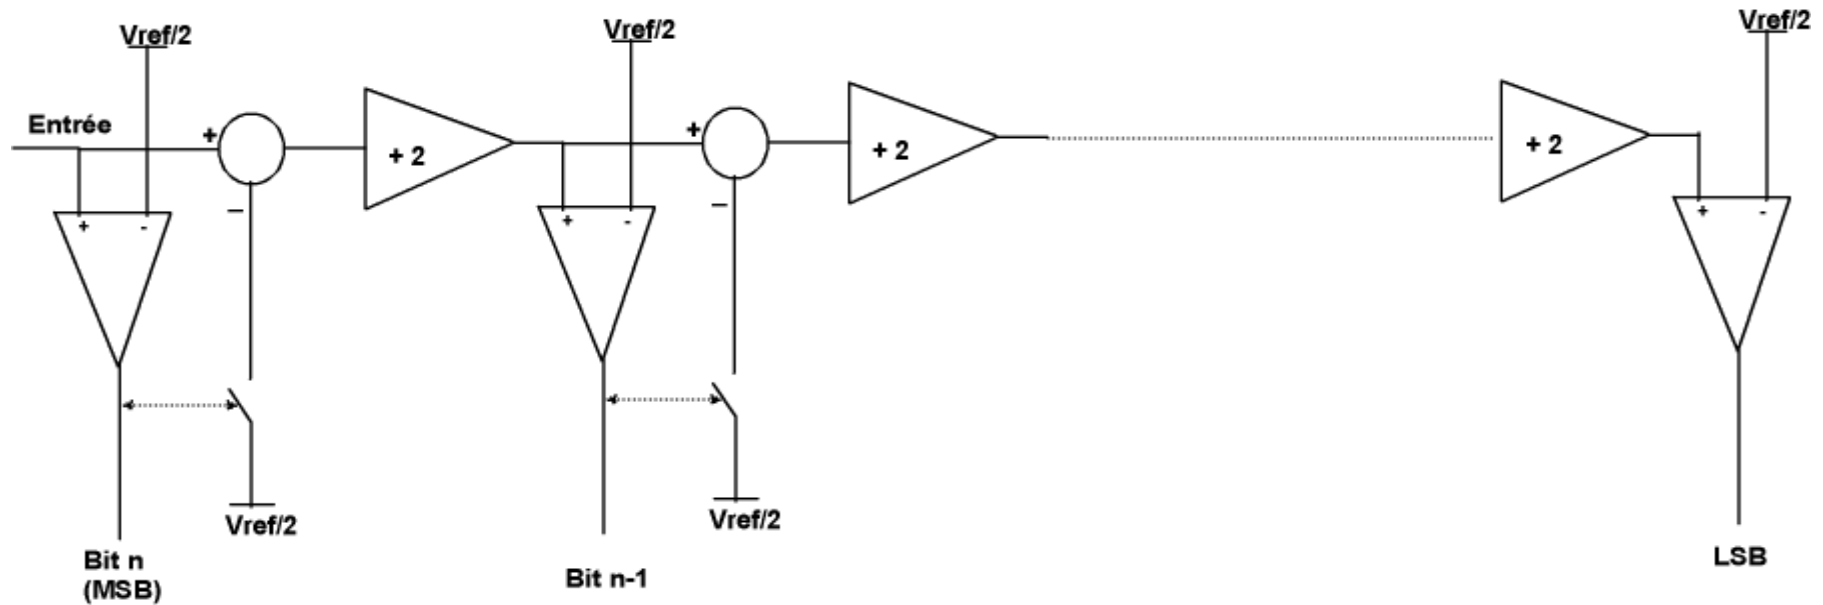 Vref/2
Vref/2
Vref/2
Entrée
+
+
+ 2
+ 2
+ 2
–
–
+ -
+ -
+ -
Vref/2
Vref/2
Bit n
(MSB)
Bit n-1
LSB